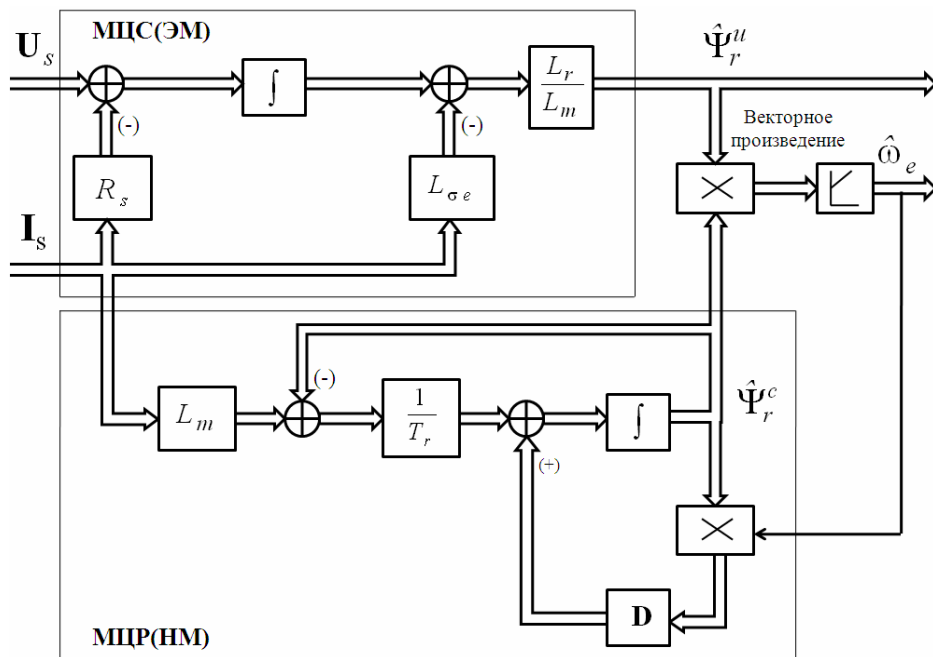 МЦС(ЭМ)
U_s
∫
L_r
L_m
Ψ̂_r^u
(-)
(-)
Векторное
произведение
ω̂_e
R_s
L_σe
I_s
(-)
Ψ̂_r^c
L_m
1
T_r
∫
(+)
D
МЦР(НМ)